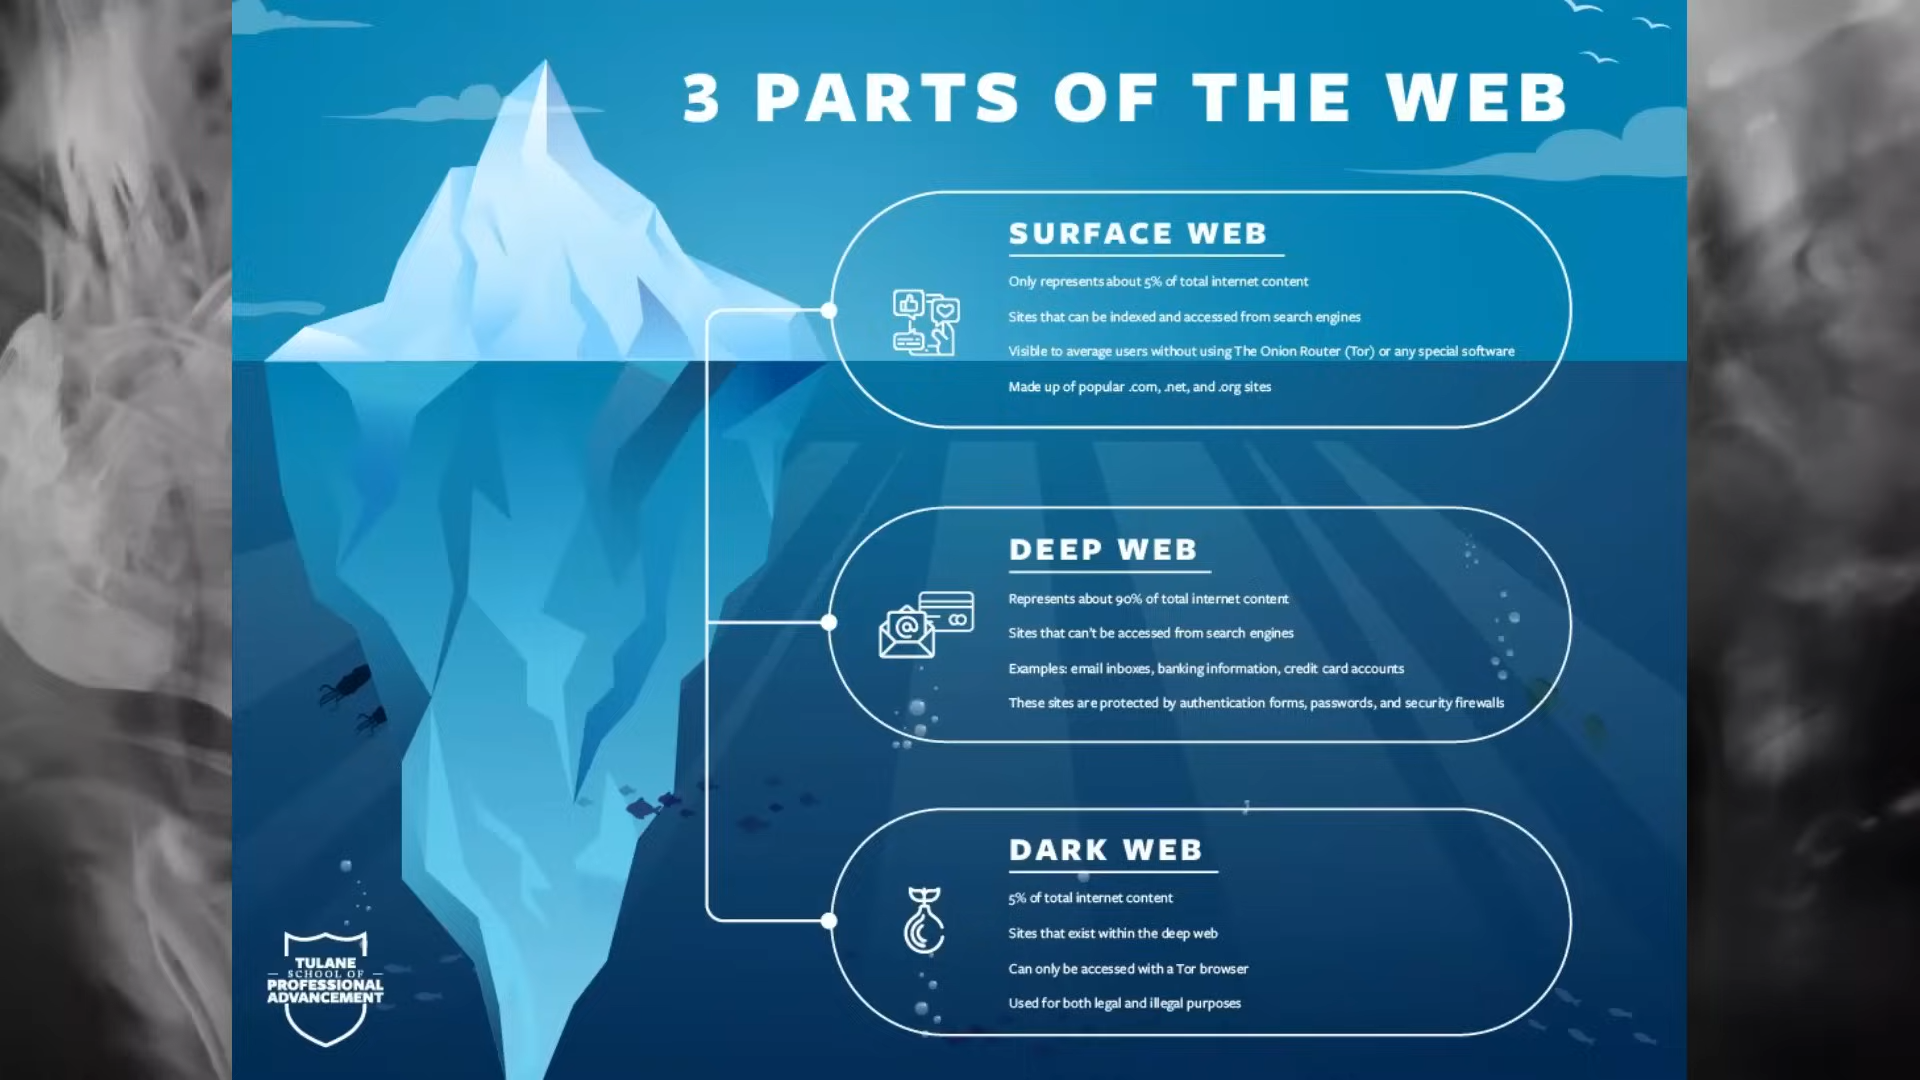 3 PARTS OF THE WEB
SURFACE WEB
Only represents about 5% of total internet content
Sites that can be indexed and accessed from search engines
Visible to average users without using The Onion Router (Tor) or any special software
Made up of popular .com, .net, and .org sites
DEEP WEB
Represents about 90% of total internet content
Sites that can't be accessed from search engines
Examples: email inboxes, banking information, credit card accounts
These sites are protected by authentication forms, passwords, and security firewalls
DARK WEB
5% of total internet content
Sites that exist within the deep web
Can only be accessed with a Tor browser
Used for both legal and illegal purposes
TULANE
SCHOOL OF
PROFESSIONAL
ADVANCEMENT